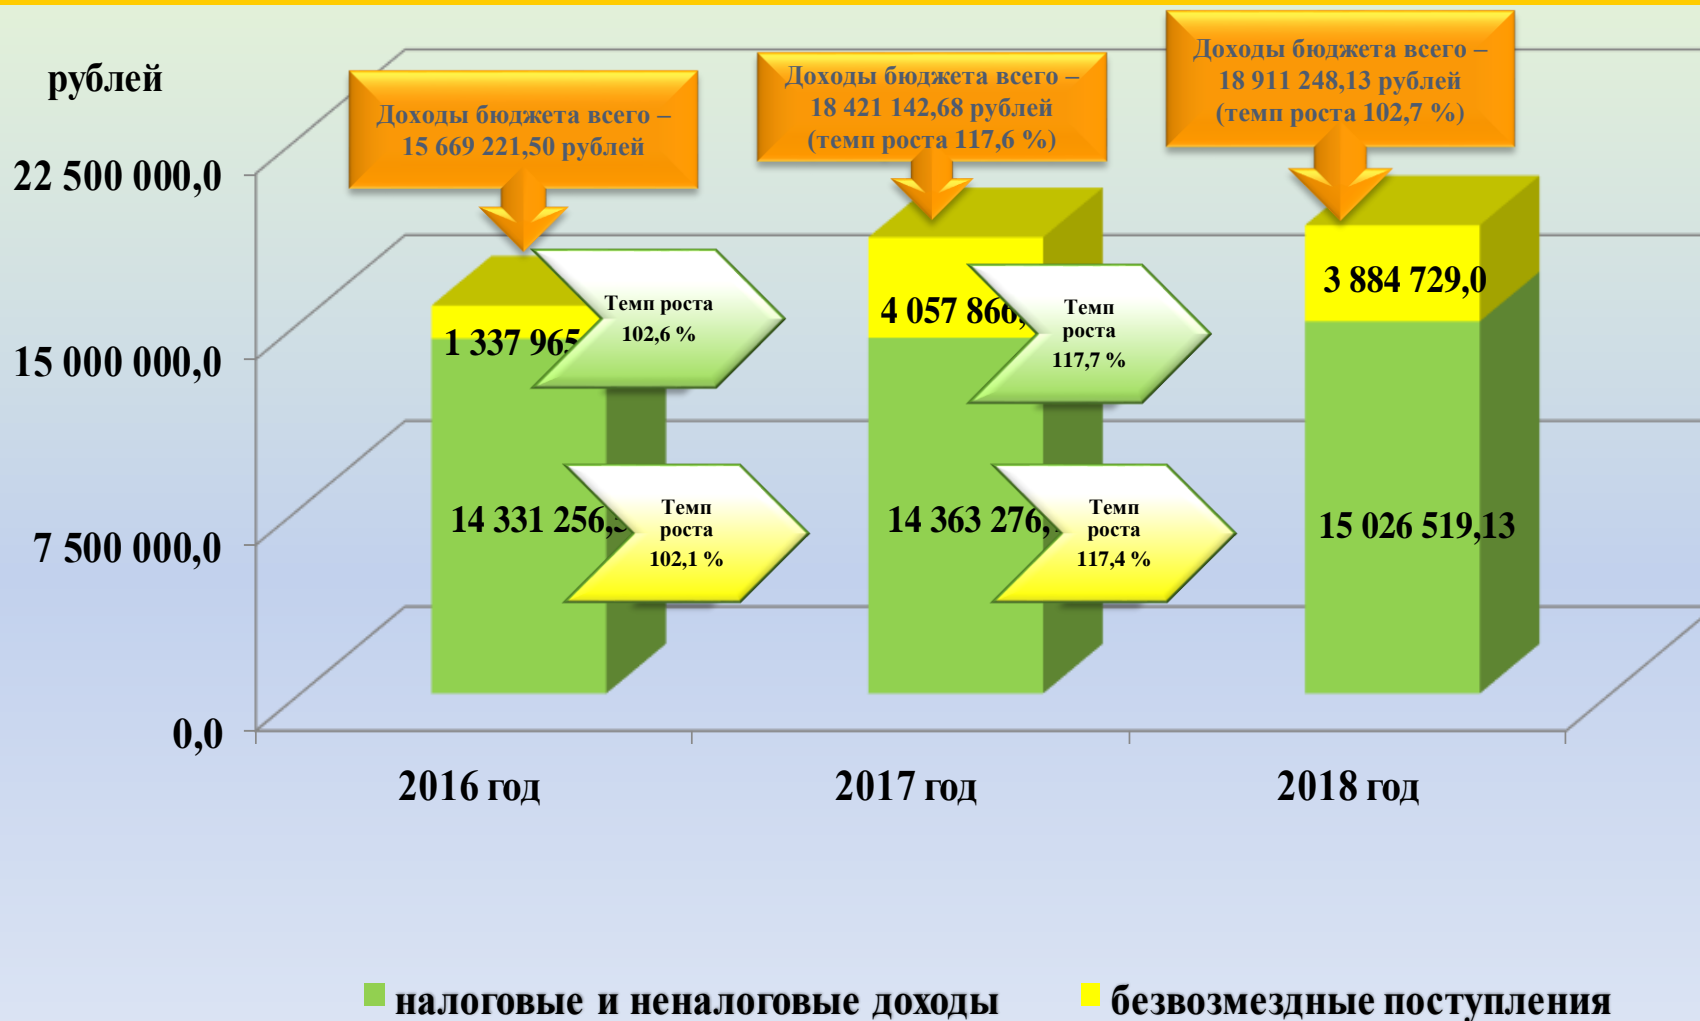 рублей
Доходы бюджета всего –
15 669 221,50 рублей
Доходы бюджета всего –
18 421 142,68 рублей
(темп роста 117,6 %)
Доходы бюджета всего –
18 911 248,13 рублей
(темп роста 102,7 %)
22 500 000,0
15 000 000,0
7 500 000,0
0,0
1 337 965
Темп роста
102,6 %
4 057 866,
Темп
роста
117,7 %
3 884 729,0
14 331 256,
Темп
роста
102,1 %
14 363 276,
Темп
роста
117,4 %
15 026 519,13
2016 год
2017 год
2018 год
налоговые и неналоговые доходы
безвозмездные поступления